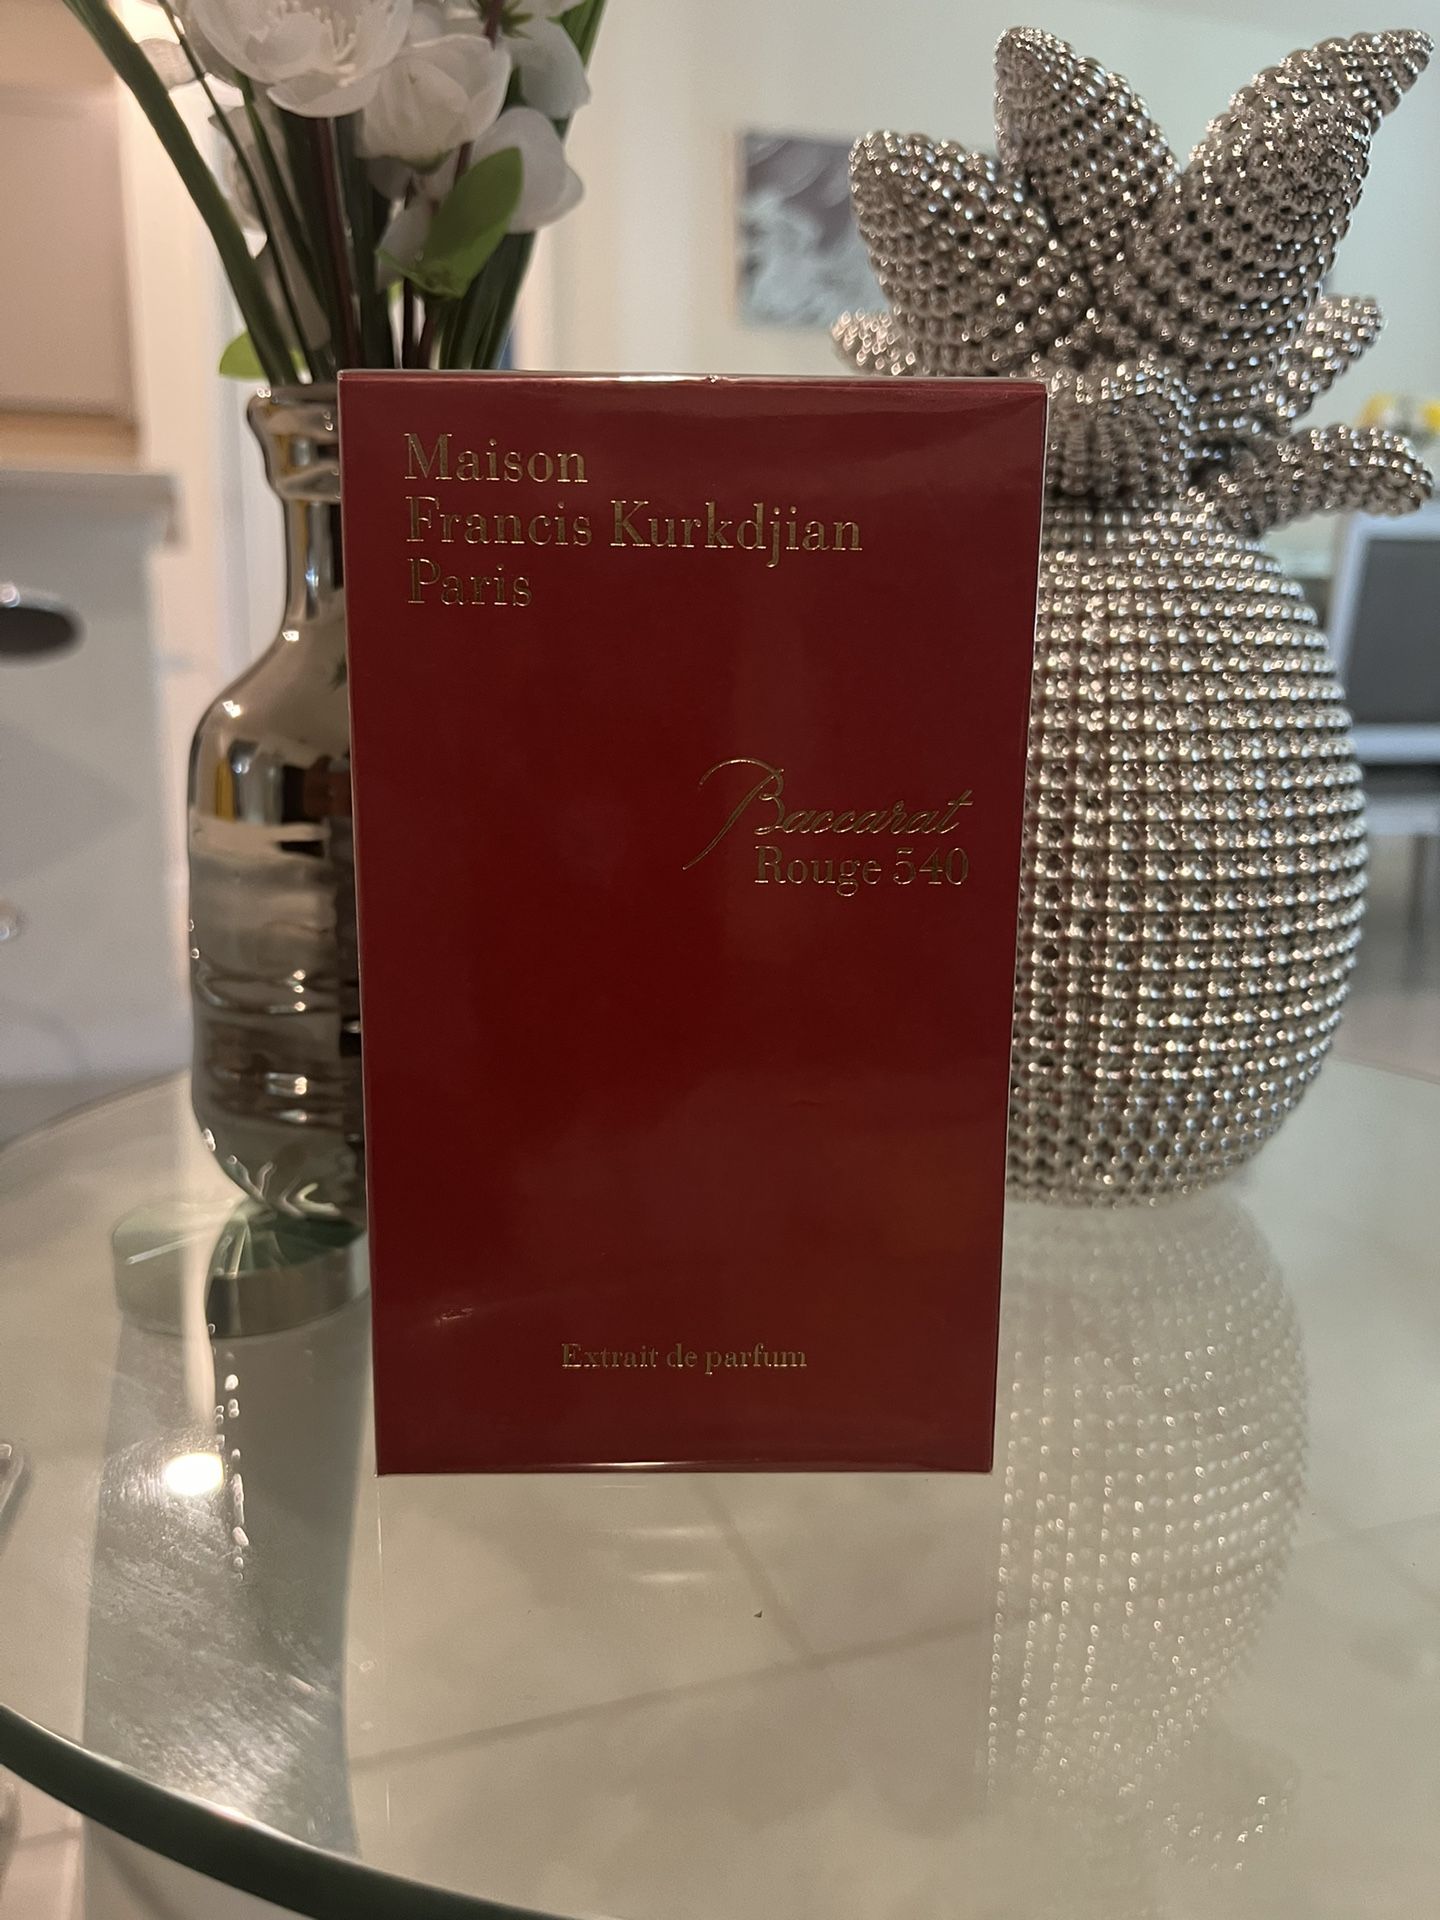 Maison
Francis Kurkdjian
Paris
Baccarat
Rouge 540
Extrait de parfum